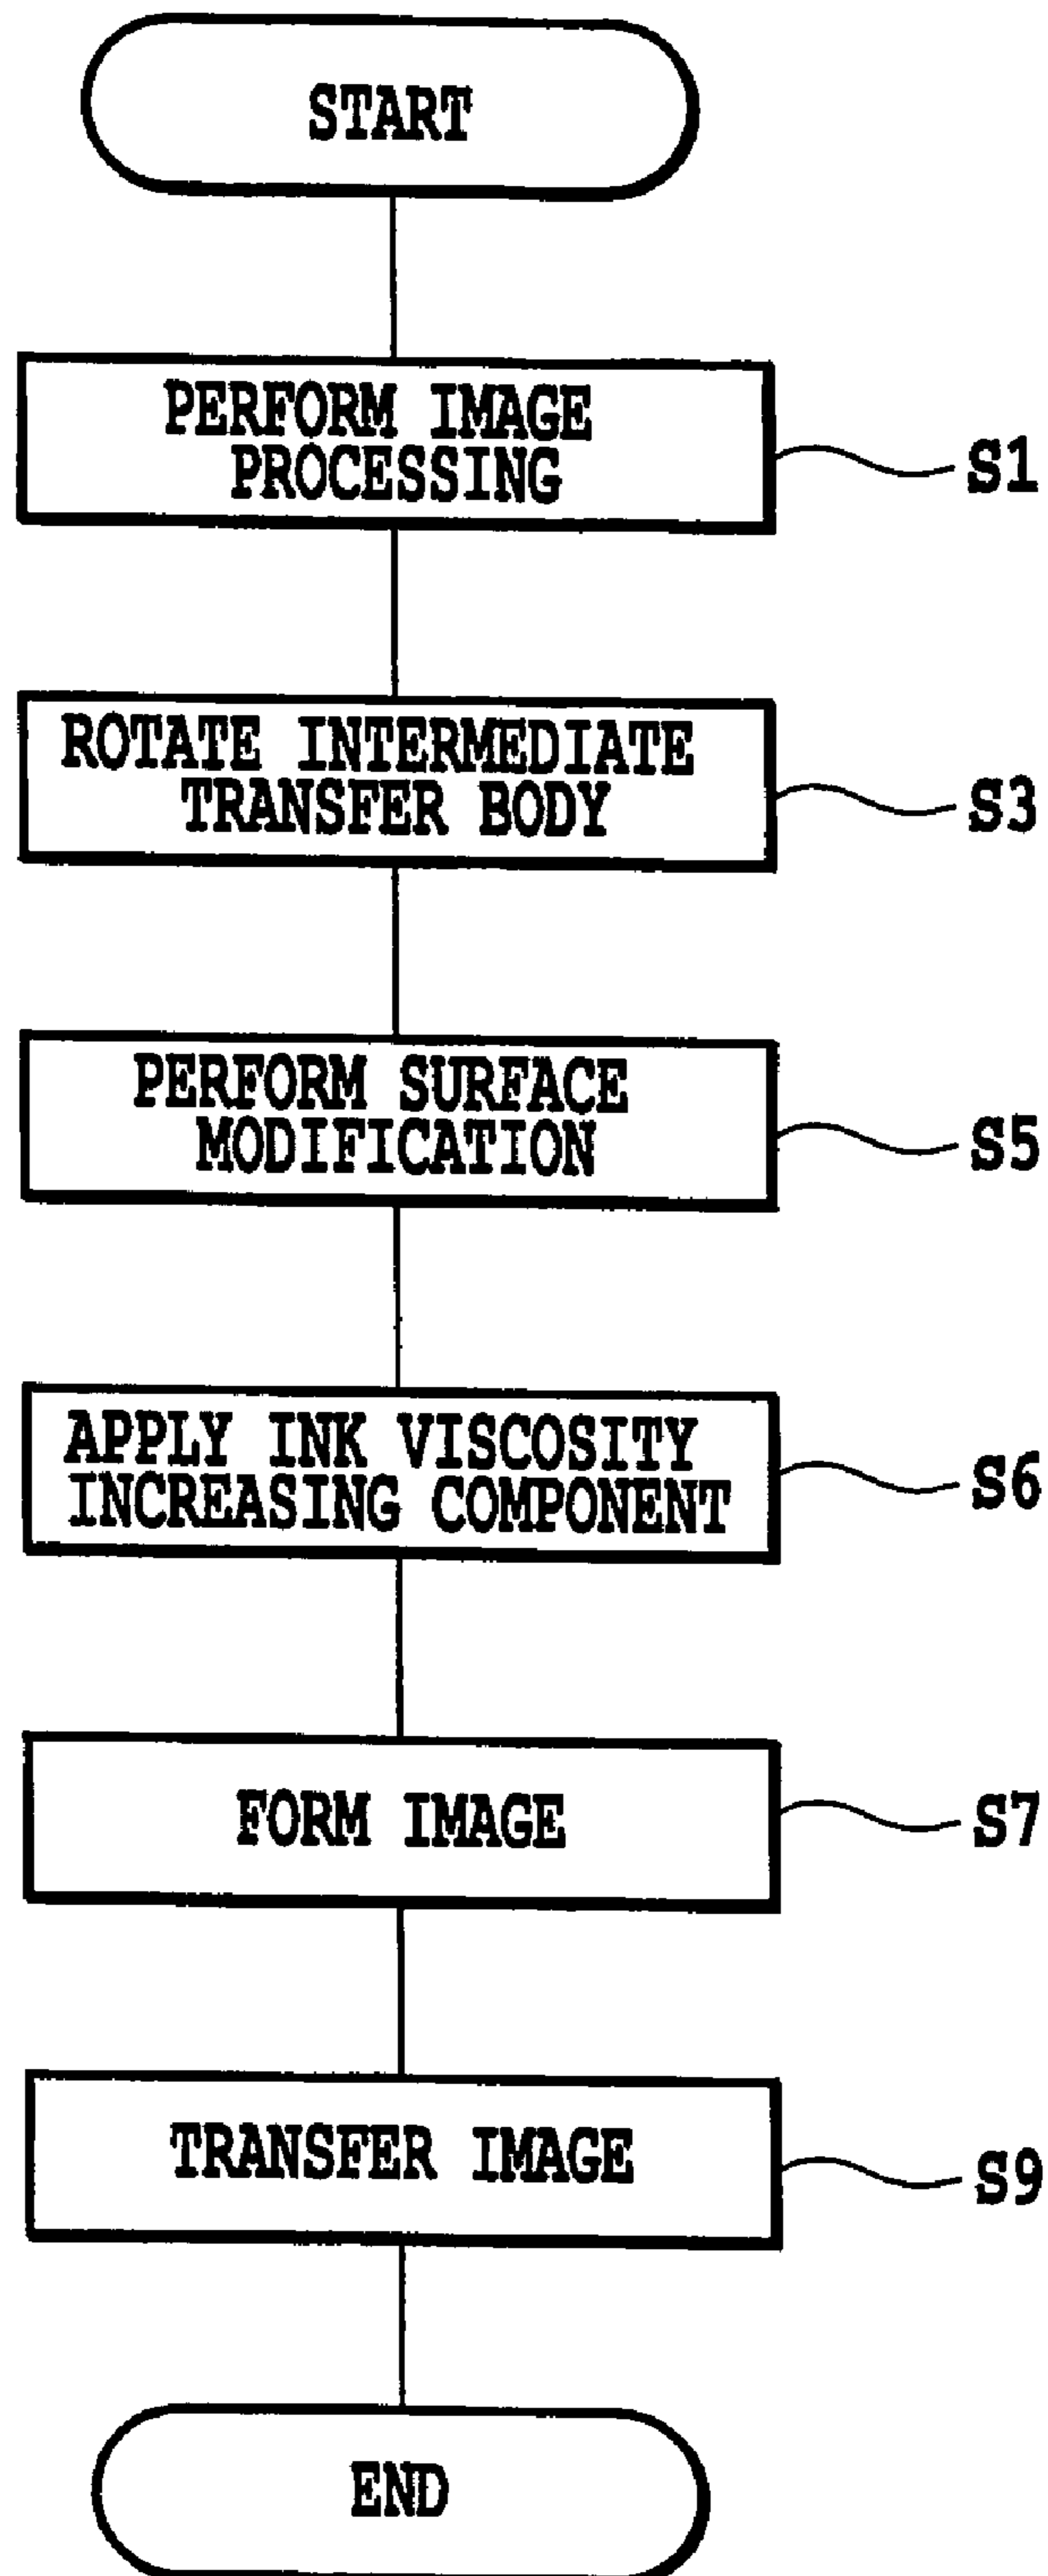 START
PERFORM IMAGE
PROCESSING
S1
ROTATE INTERMEDIATE
TRANSFER BODY
S3
PERFORM SURFACE
MODIFICATION
S5
APPLY INK VISCOSITY
INCREASING COMPONENT
S6
FORM IMAGE
S7
TRANSFER IMAGE
S9
END